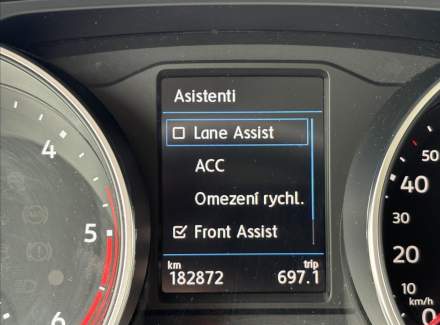 Asistenti
Lane Assist
ACC
Omezení rychl.
Front Assist
km
trip
182872
697.1
4
5
6
50
40
20
10
km/h
0